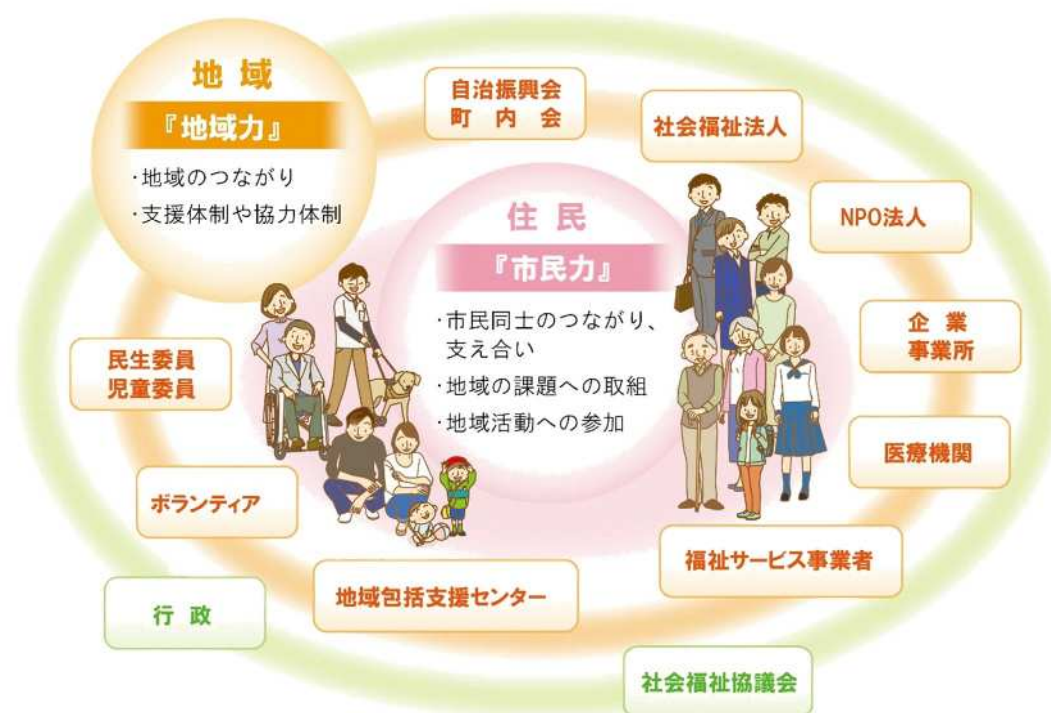 地域
『地域力』
・地域のつながり
・支援体制や協力体制
自治振興会
町内会
社会福祉法人
住民
『市民力』
・市民同士のつながり、
支え合い
・地域の課題への取組
・地域活動への参加
NPO法人
企業
事業所
民生委員
児童委員
医療機関
ボランティア
福祉サービス事業者
地域包括支援センター
行政
社会福祉協議会